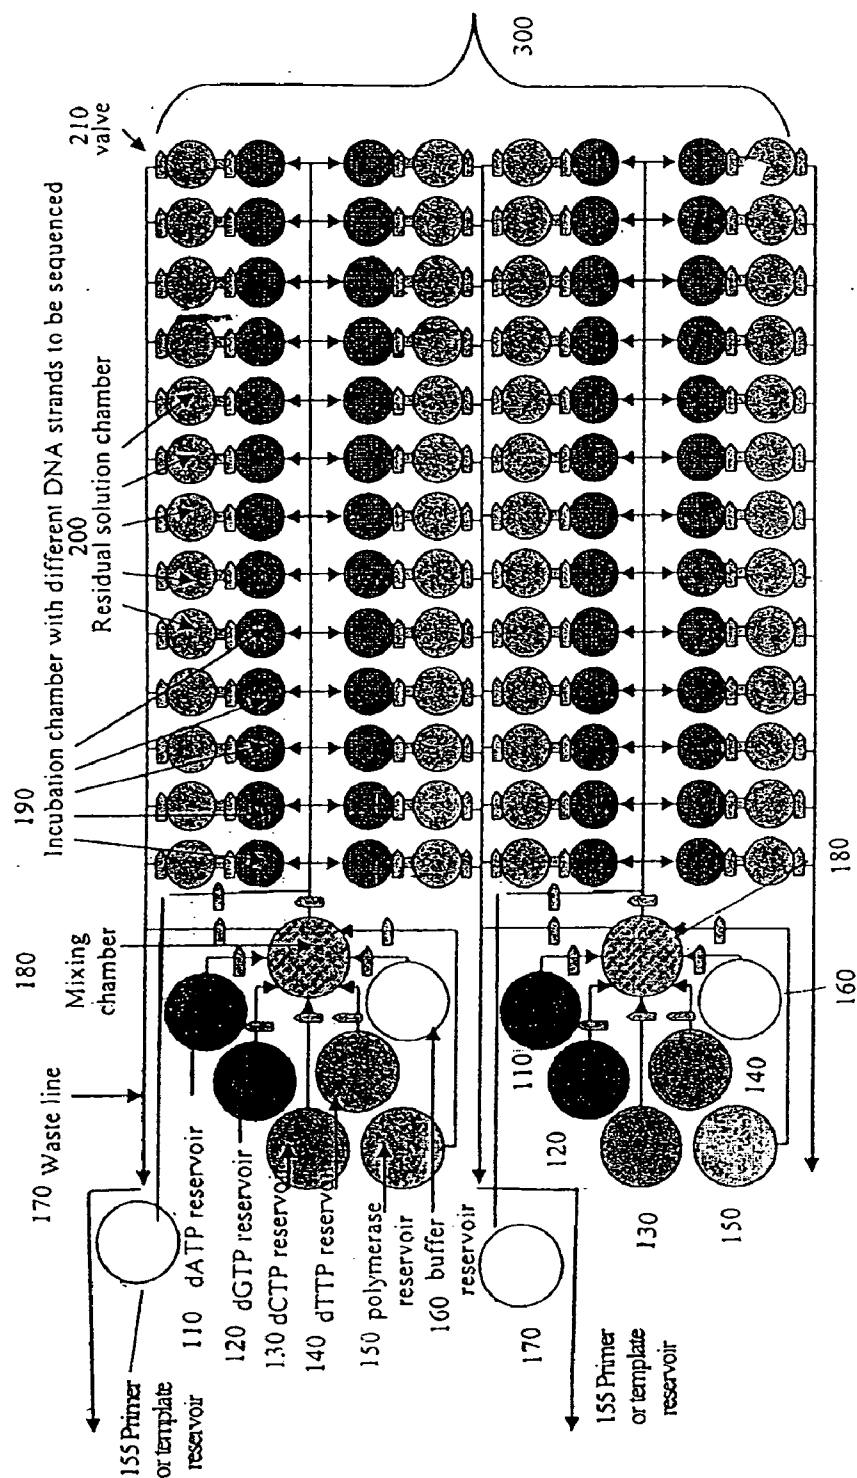 300
210
valve
Incubation chamber with different DNA strands to be sequenced
190
200
Residual solution chamber
180
Mixing
chamber
170 Waste line
110 dATP reservoir
120 dGTP reservoir
130 dCTP reservoir
140 dTTP reservoir
150 polymerase
reservoir
160 buffer
reservoir
155 Primer
or template
reservoir
180
160
110
120
130
140
150
170
155 Primer
or template
reservoir